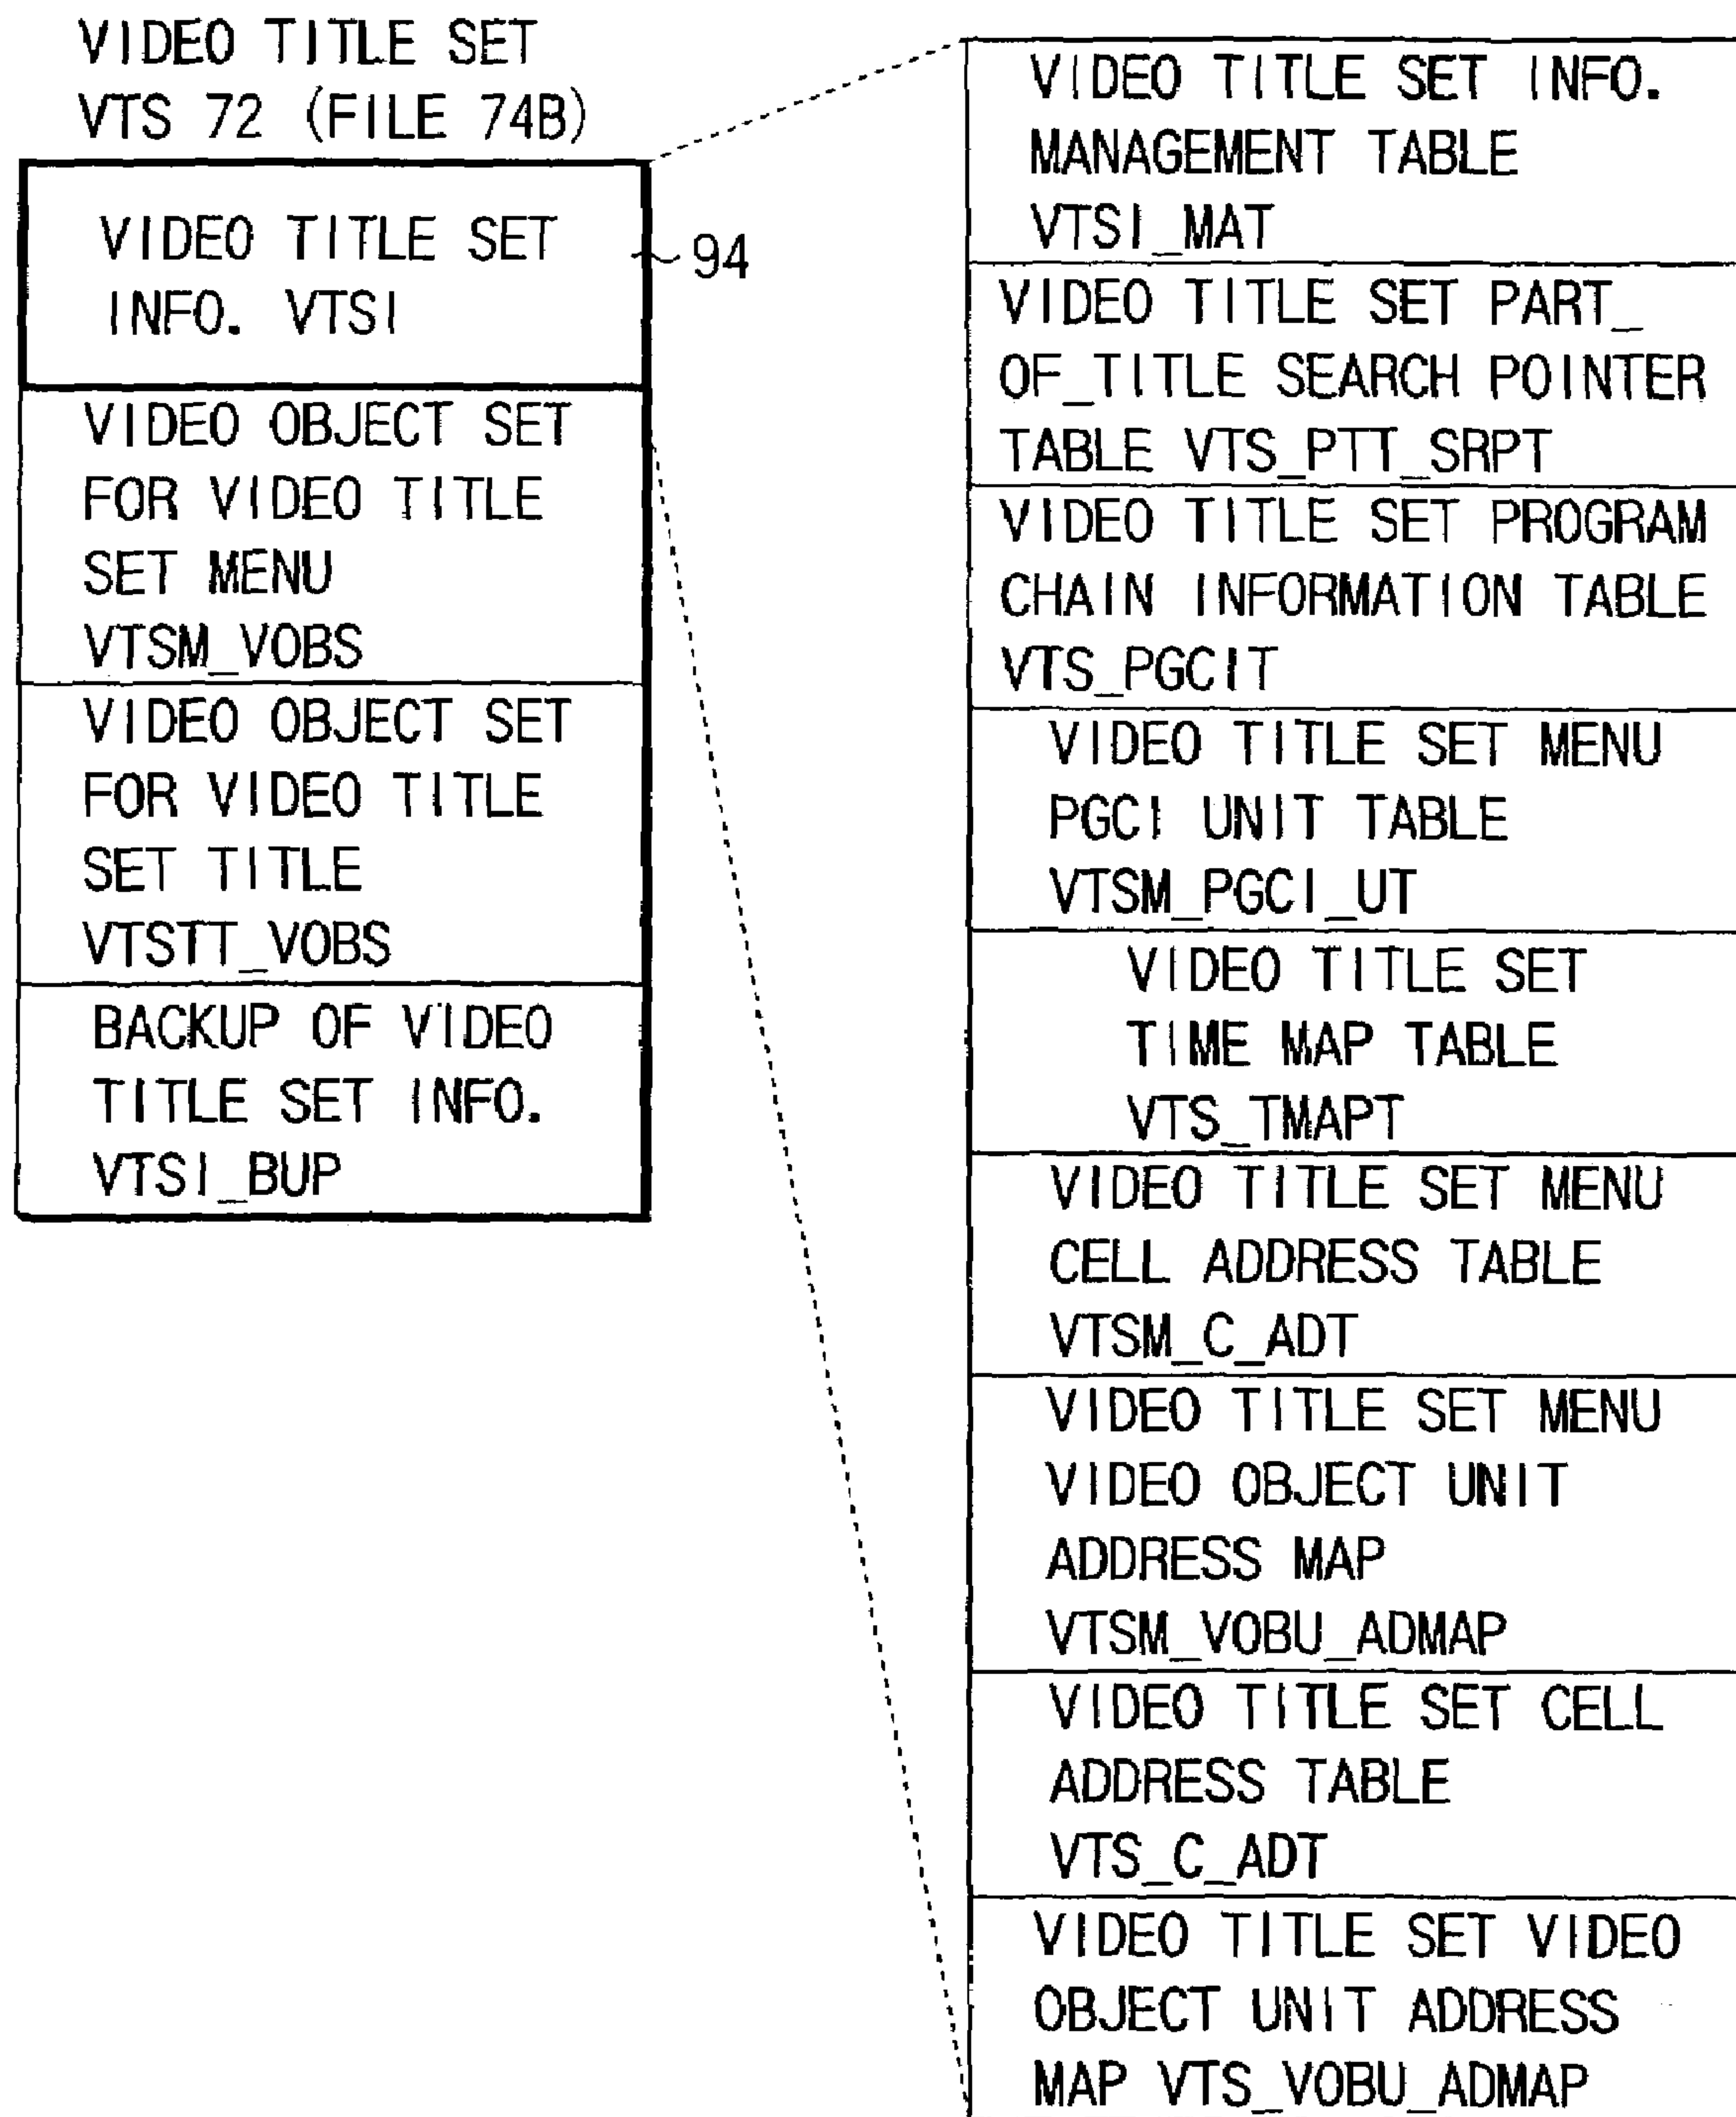 VIDEO TITLE SET
VTS 72 (FILE 74B)
VIDEO TITLE SET
INFO. VTSI
94
VIDEO OBJECT SET
FOR VIDEO TITLE
SET MENU
VTSM_VOBS
VIDEO OBJECT SET
FOR VIDEO TITLE
SET TITLE
VTSTT_VOBS
BACKUP OF VIDEO
TITLE SET INFO.
VTSI_BUP
VIDEO TITLE SET INFO.
MANAGEMENT TABLE
VTSI_MAT
VIDEO TITLE SET PART_
OF_TITLE SEARCH POINTER
TABLE VTS_PTT_SRPT
VIDEO TITLE SET PROGRAM
CHAIN INFORMATION TABLE
VTS_PGCIT
VIDEO TITLE SET MENU
PGCI UNIT TABLE
VTSM_PGCI_UT
VIDEO TITLE SET
TIME MAP TABLE
VTS_TMAPT
VIDEO TITLE SET MENU
CELL ADDRESS TABLE
VTSM_C_ADT
VIDEO TITLE SET MENU
VIDEO OBJECT UNIT
ADDRESS MAP
VTSM_VOBU_ADMAP
VIDEO TITLE SET CELL
ADDRESS TABLE
VTS_C_ADT
VIDEO TITLE SET VIDEO
OBJECT UNIT ADDRESS
MAP VTS_VOBU_ADMAP